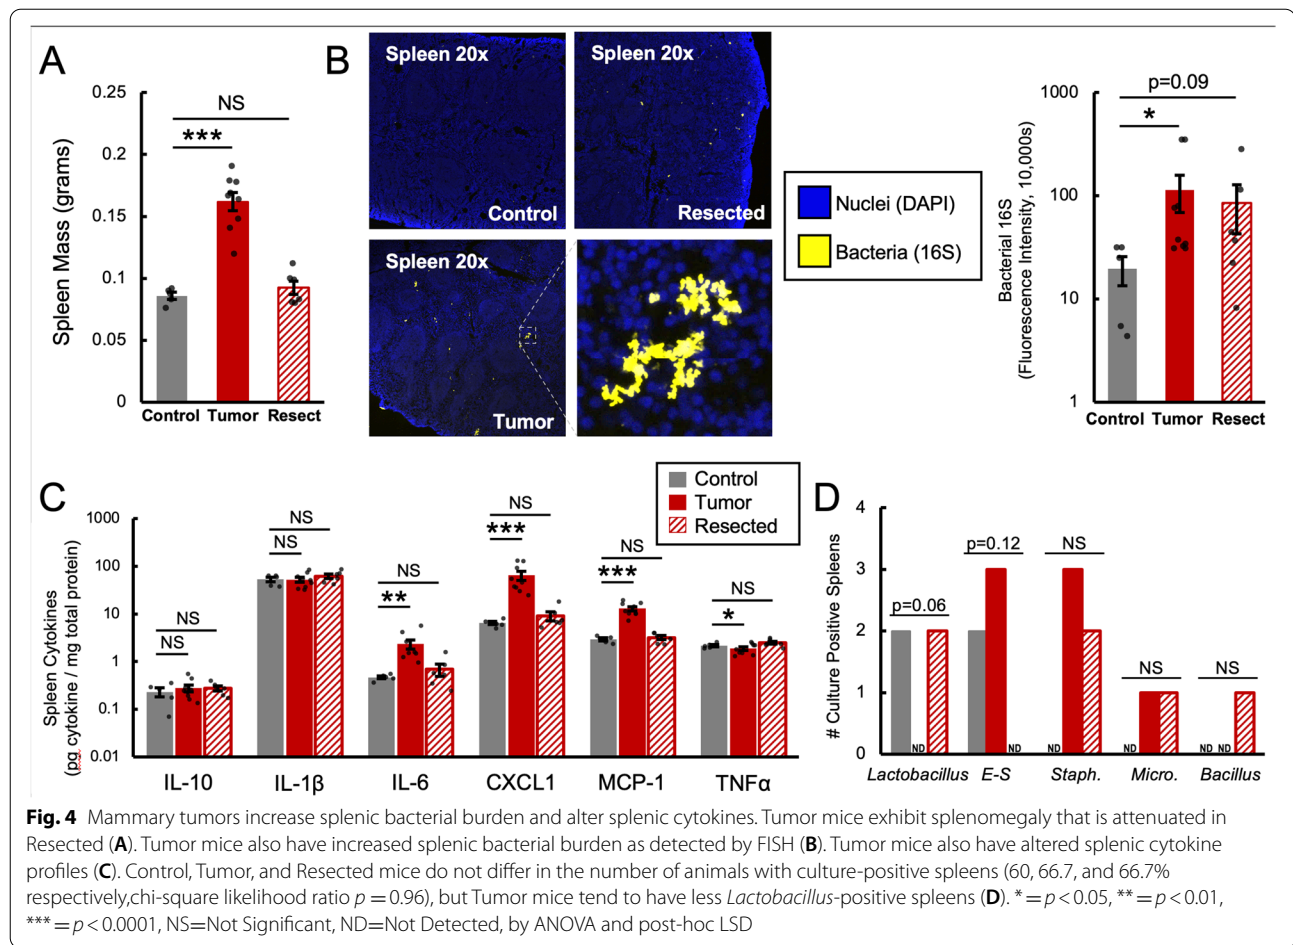 A
Spleen Mass (grams)
0.25
0.2
0.15
0.1
0.05
0
NS
***
Control Tumor Resect
B
Spleen 20x
Control
Spleen 20x
Resected
Spleen 20x
Tumor
Nuclei (DAPI)
Bacteria (16S)
Bacterial 16S
(Fluorescence Intensity, 10,000s)
1000
100
10
1
p=0.09
*
Control Tumor Resect
C
Spleen Cytokines
(pg cytokine / mg total protein)
1000
100
10
1
0.1
0.01
Control
Tumor
Resected
NS
NS
NS
NS
NS
**
NS
***
NS
***
NS
*
IL-10 IL-1β IL-6 CXCL1 MCP-1 TNFα
D
# Culture Positive Spleens
4
3
2
1
0
p=0.06
p=0.12
NS
NS
NS
ND ND ND ND ND ND
Lactobacillus E-S Staph. Micro. Bacillus
Fig. 4 Mammary tumors increase splenic bacterial burden and alter splenic cytokines. Tumor mice exhibit splenomegaly that is attenuated in
Resected (A). Tumor mice also have increased splenic bacterial burden as detected by FISH (B). Tumor mice also have altered splenic cytokine
profiles (C). Control, Tumor, and Resected mice do not differ in the number of animals with culture-positive spleens (60, 66.7, and 66.7%
respectively,chi-square likelihood ratio p = 0.96), but Tumor mice tend to have less Lactobacillus-positive spleens (D). * = p < 0.05, ** = p < 0.01,
*** = p < 0.0001, NS=Not Significant, ND=Not Detected, by ANOVA and post-hoc LSD